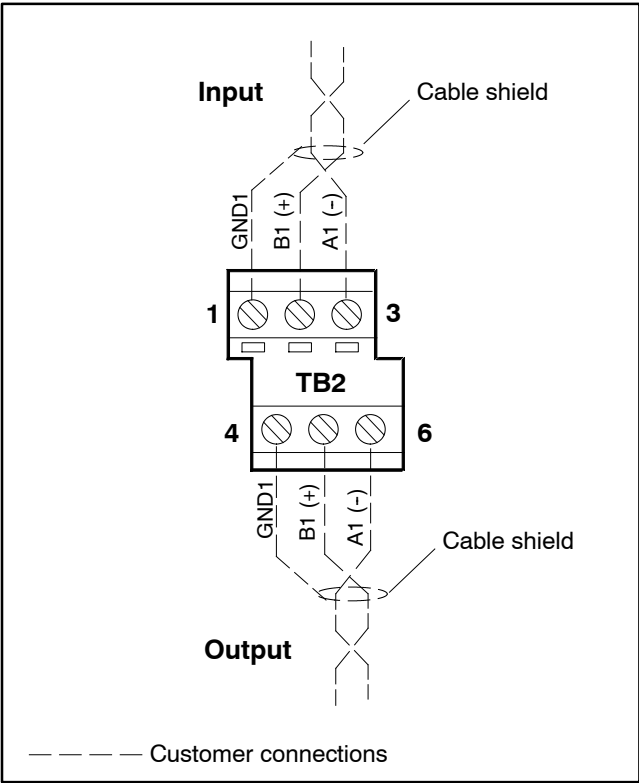 Input
Cable shield
GND1
B1 (+)
A1 (-)
1
3
TB2
4
6
GND1
B1 (+)
A1 (-)
Cable shield
Output
Customer connections